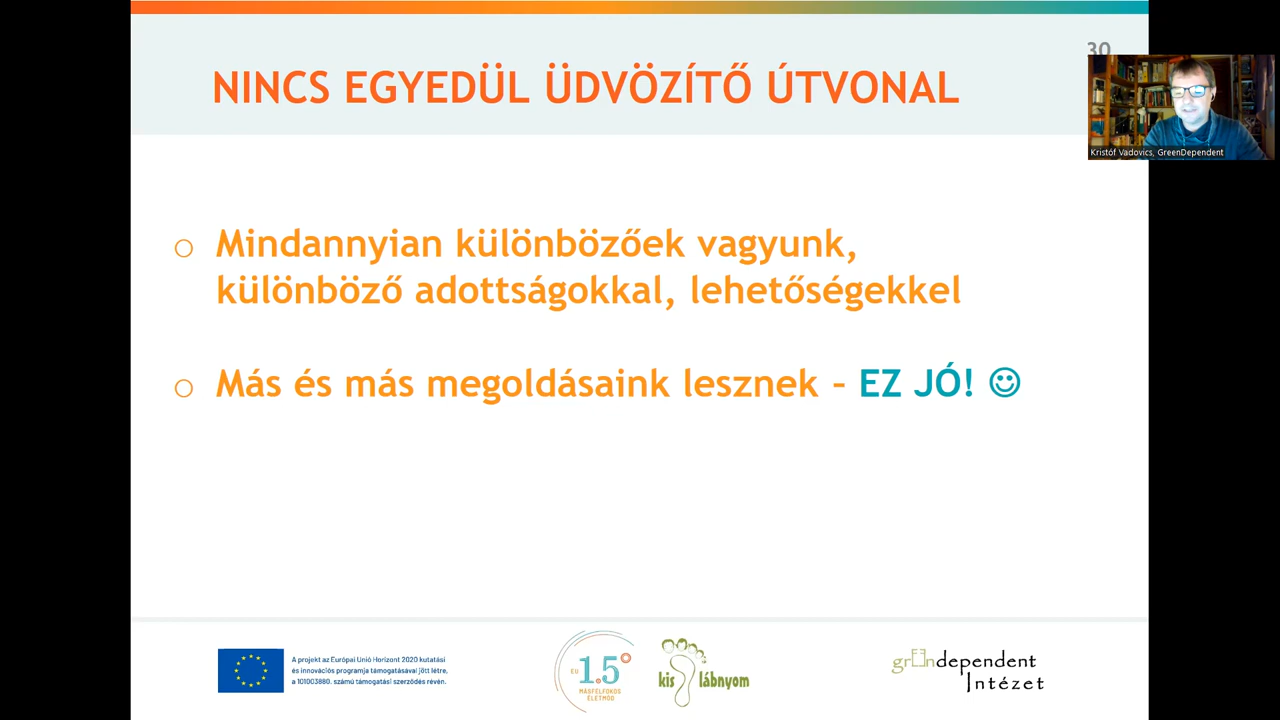 30
NINCS EGYEDÜL ÜDVÖZÍTŐ ÚTVONAL
Kristóf Vadovics, GreenDependent
Mindannyian különbözőek vagyunk,
különböző adottságokkal, lehetőségekkel
Más és más megoldásaink lesznek – EZ JÓ! ☺
A projekt az Európai Unió Horizont 2020 kutatási
és innovációs programja támogatásával jött létre,
a 101003880. számú támogatási szerződés révén.
EU 1.5°
MÁSFÉLFOKOS
ÉLETMÓD
kis lábnyom
greendependent
Intézet